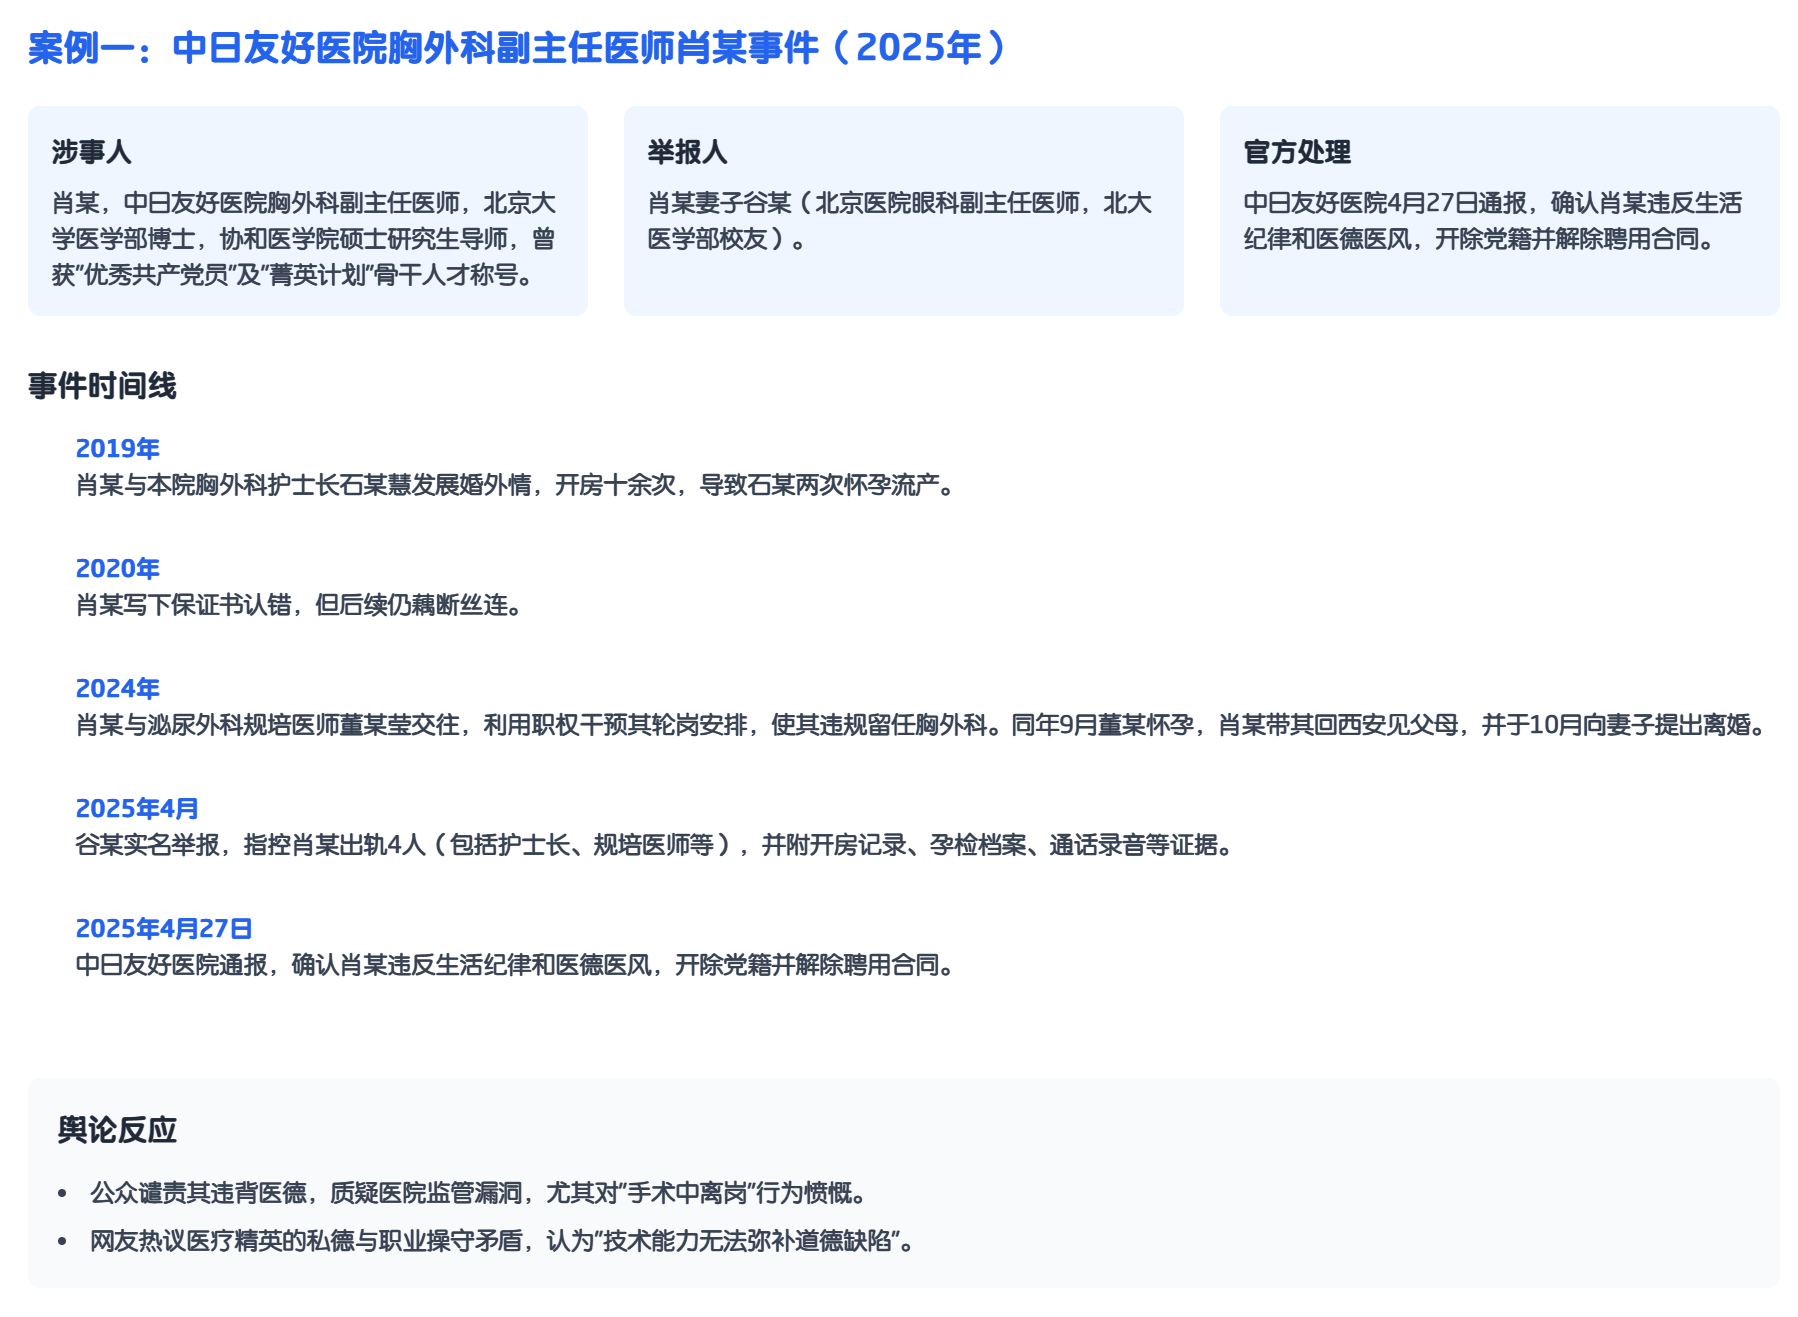 案例一：中日友好医院胸外科副主任医师肖某事件（2025年）
涉事人
肖某，中日友好医院胸外科副主任医师，北京大
学医学部博士，协和医学院硕士研究生导师，曾
获"优秀共产党员"及"菁英计划"骨干人才称号。
举报人
肖某妻子谷某（北京医院眼科副主任医师，北大
医学部校友）。
官方处理
中日友好医院4月27日通报，确认肖某违反生活
纪律和医德医风，开除党籍并解除聘用合同。
事件时间线
2019年
肖某与本院胸外科护士长石某慧发展婚外情，开房十余次，导致石某两次怀孕流产。
2020年
肖某写下保证书认错，但后续仍藕断丝连。
2024年
肖某与泌尿外科规培医师董某莹交往，利用职权干预其轮岗安排，使其违规留任胸外科。同年9月董某怀孕，肖某带其回西安见父母，并于10月向妻子提出离婚。
2025年4月
谷某实名举报，指控肖某出轨4人（包括护士长、规培医师等），并附开房记录、孕检档案、通话录音等证据。
2025年4月27日
中日友好医院通报，确认肖某违反生活纪律和医德医风，开除党籍并解除聘用合同。
舆论反应
• 公众谴责其违背医德，质疑医院监管漏洞，尤其对"手术中离岗"行为愤慨。
• 网友热议医疗精英的私德与职业操守矛盾，认为"技术能力无法弥补道德缺陷"。